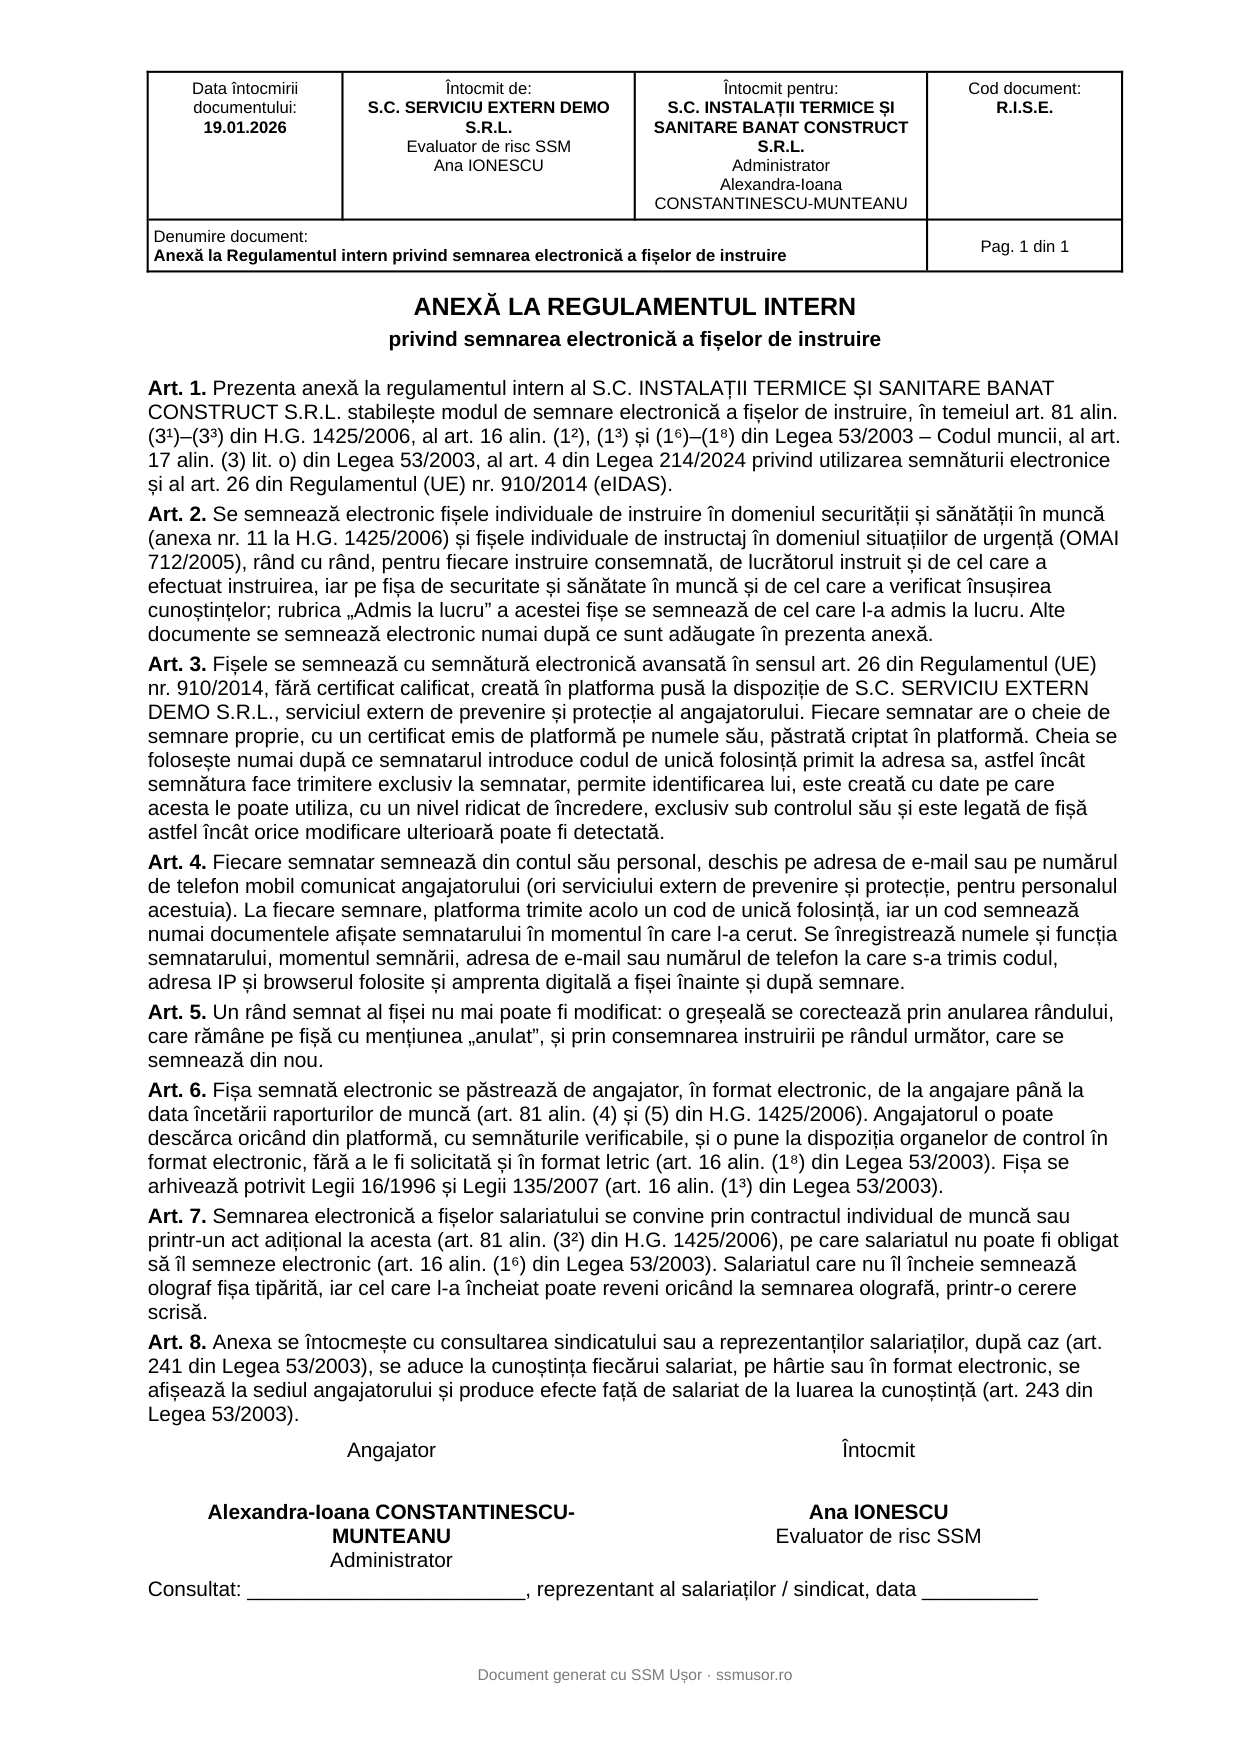 Data întocmirii
documentului:
19.01.2026
Întocmit de:
S.C. SERVICIU EXTERN DEMO
S.R.L.
Evaluator de risc SSM
Ana IONESCU
Întocmit pentru:
S.C. INSTALAȚII TERMICE ȘI
SANITARE BANAT CONSTRUCT
S.R.L.
Administrator
Alexandra-Ioana
CONSTANTINESCU-MUNTEANU
Cod document:
R.I.S.E.
Denumire document:
Anexă la Regulamentul intern privind semnarea electronică a fișelor de instruire
Pag. 1 din 1
ANEXĂ LA REGULAMENTUL INTERN
privind semnarea electronică a fișelor de instruire
Art. 1. Prezenta anexă la regulamentul intern al S.C. INSTALAȚII TERMICE ȘI SANITARE BANAT
CONSTRUCT S.R.L. stabilește modul de semnare electronică a fișelor de instruire, în temeiul art. 81 alin.
(3¹)–(3³) din H.G. 1425/2006, al art. 16 alin. (1²), (1³) și (1⁶)–(1⁸) din Legea 53/2003 – Codul muncii, al art.
17 alin. (3) lit. o) din Legea 53/2003, al art. 4 din Legea 214/2024 privind utilizarea semnăturii electronice
și al art. 26 din Regulamentul (UE) nr. 910/2014 (eIDAS).
Art. 2. Se semnează electronic fișele individuale de instruire în domeniul securității și sănătății în muncă
(anexa nr. 11 la H.G. 1425/2006) și fișele individuale de instructaj în domeniul situațiilor de urgență (OMAI
712/2005), rând cu rând, pentru fiecare instruire consemnată, de lucrătorul instruit și de cel care a
efectuat instruirea, iar pe fișa de securitate și sănătate în muncă și de cel care a verificat însușirea
cunoștințelor; rubrica „Admis la lucru” a acestei fișe se semnează de cel care l-a admis la lucru. Alte
documente se semnează electronic numai după ce sunt adăugate în prezenta anexă.
Art. 3. Fișele se semnează cu semnătură electronică avansată în sensul art. 26 din Regulamentul (UE)
nr. 910/2014, fără certificat calificat, creată în platforma pusă la dispoziție de S.C. SERVICIU EXTERN
DEMO S.R.L., serviciul extern de prevenire și protecție al angajatorului. Fiecare semnatar are o cheie de
semnare proprie, cu un certificat emis de platformă pe numele său, păstrată criptat în platformă. Cheia se
folosește numai după ce semnatarul introduce codul de unică folosință primit la adresa sa, astfel încât
semnătura face trimitere exclusiv la semnatar, permite identificarea lui, este creată cu date pe care
acesta le poate utiliza, cu un nivel ridicat de încredere, exclusiv sub controlul său și este legată de fișă
astfel încât orice modificare ulterioară poate fi detectată.
Art. 4. Fiecare semnatar semnează din contul său personal, deschis pe adresa de e-mail sau pe numărul
de telefon mobil comunicat angajatorului (ori serviciului extern de prevenire și protecție, pentru personalul
acestuia). La fiecare semnare, platforma trimite acolo un cod de unică folosință, iar un cod semnează
numai documentele afișate semnatarului în momentul în care l-a cerut. Se înregistrează numele și funcția
semnatarului, momentul semnării, adresa de e-mail sau numărul de telefon la care s-a trimis codul,
adresa IP și browserul folosite și amprenta digitală a fișei înainte și după semnare.
Art. 5. Un rând semnat al fișei nu mai poate fi modificat: o greșeală se corectează prin anularea rândului,
care rămâne pe fișă cu mențiunea „anulat”, și prin consemnarea instruirii pe rândul următor, care se
semnează din nou.
Art. 6. Fișa semnată electronic se păstrează de angajator, în format electronic, de la angajare până la
data încetării raporturilor de muncă (art. 81 alin. (4) și (5) din H.G. 1425/2006). Angajatorul o poate
descărca oricând din platformă, cu semnăturile verificabile, și o pune la dispoziția organelor de control în
format electronic, fără a le fi solicitată și în format letric (art. 16 alin. (1⁸) din Legea 53/2003). Fișa se
arhivează potrivit Legii 16/1996 și Legii 135/2007 (art. 16 alin. (1³) din Legea 53/2003).
Art. 7. Semnarea electronică a fișelor salariatului se convine prin contractul individual de muncă sau
printr-un act adițional la acesta (art. 81 alin. (3²) din H.G. 1425/2006), pe care salariatul nu poate fi obligat
să îl semneze electronic (art. 16 alin. (1⁶) din Legea 53/2003). Salariatul care nu îl încheie semnează
olograf fișa tipărită, iar cel care l-a încheiat poate reveni oricând la semnarea olografă, printr-o cerere
scrisă.
Art. 8. Anexa se întocmește cu consultarea sindicatului sau a reprezentanților salariaților, după caz (art.
241 din Legea 53/2003), se aduce la cunoștința fiecărui salariat, pe hârtie sau în format electronic, se
afișează la sediul angajatorului și produce efecte față de salariat de la luarea la cunoștință (art. 243 din
Legea 53/2003).
Angajator
Alexandra-Ioana CONSTANTINESCU-
MUNTEANU
Administrator
Întocmit
Ana IONESCU
Evaluator de risc SSM
Consultat: ________________________, reprezentant al salariaților / sindicat, data __________
Document generat cu SSM Ușor · ssmusor.ro